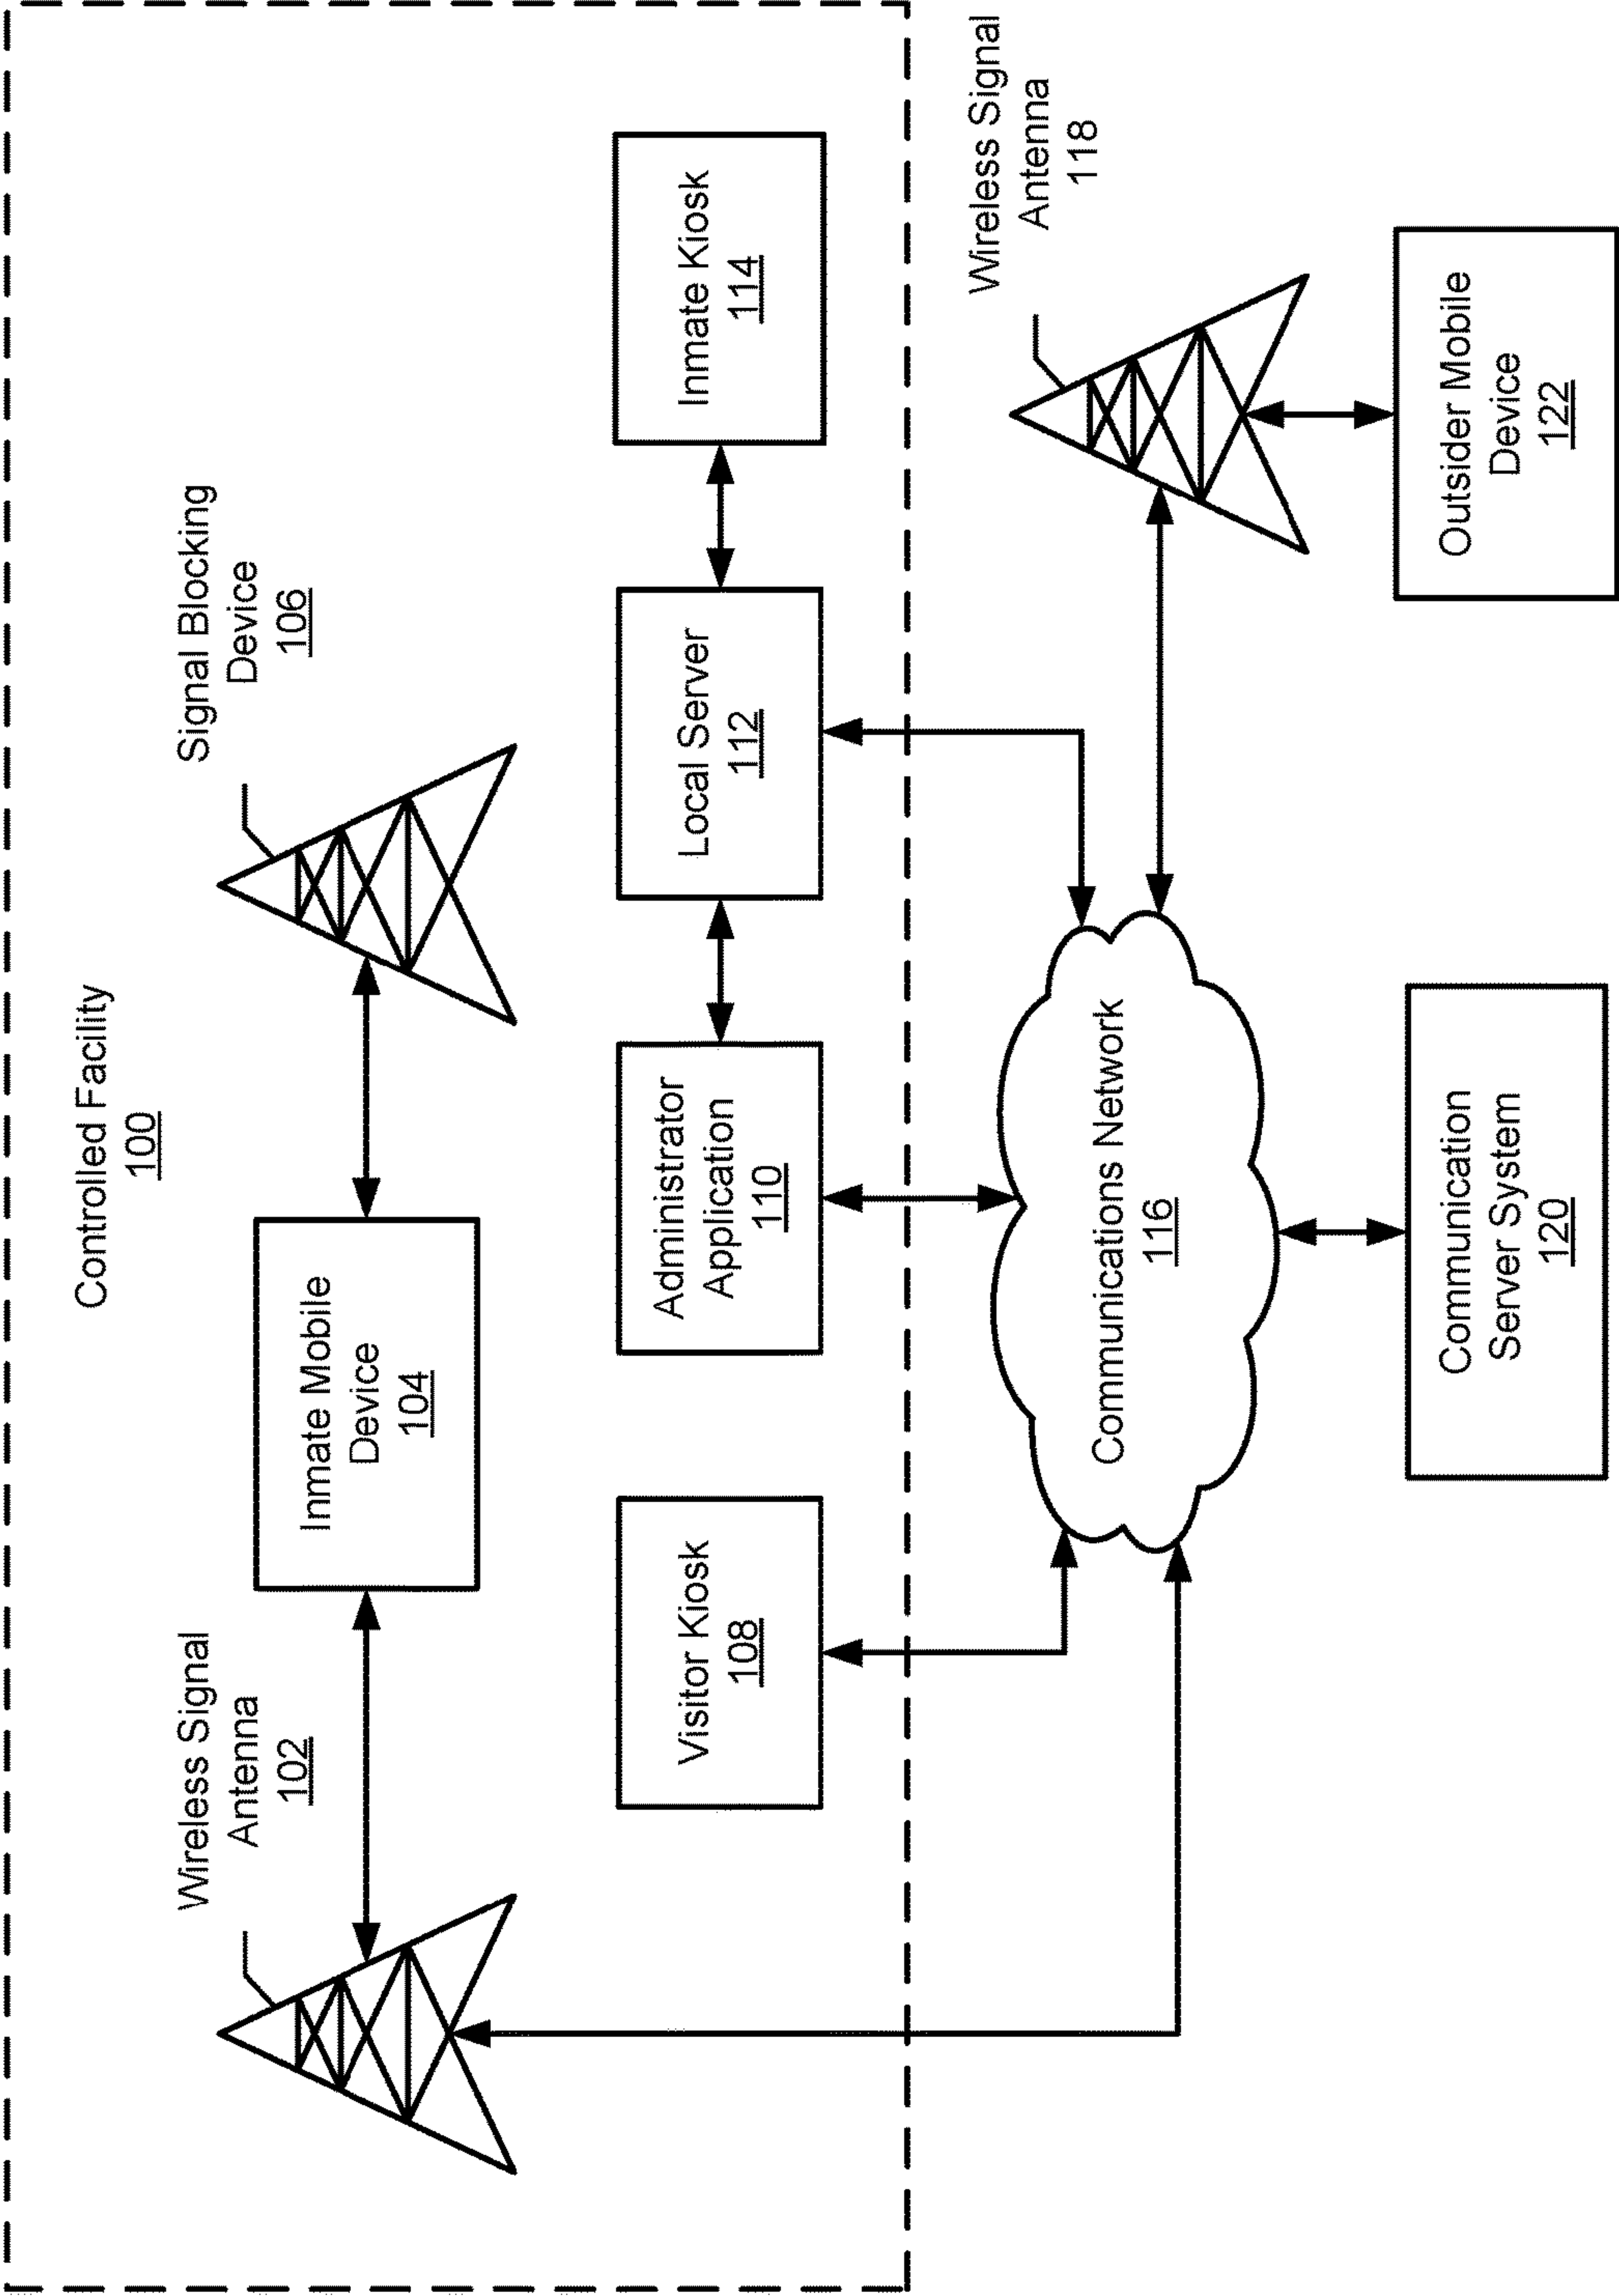 Controlled Facility
100
Wireless Signal
Antenna
102
Inmate Mobile
Device
104
Signal Blocking
Device
106
Visitor Kiosk
108
Administrator
Application
110
Local Server
112
Inmate Kiosk
114
Communications Network
116
Wireless Signal
Antenna
118
Communication
Server System
120
Outsider Mobile
Device
122